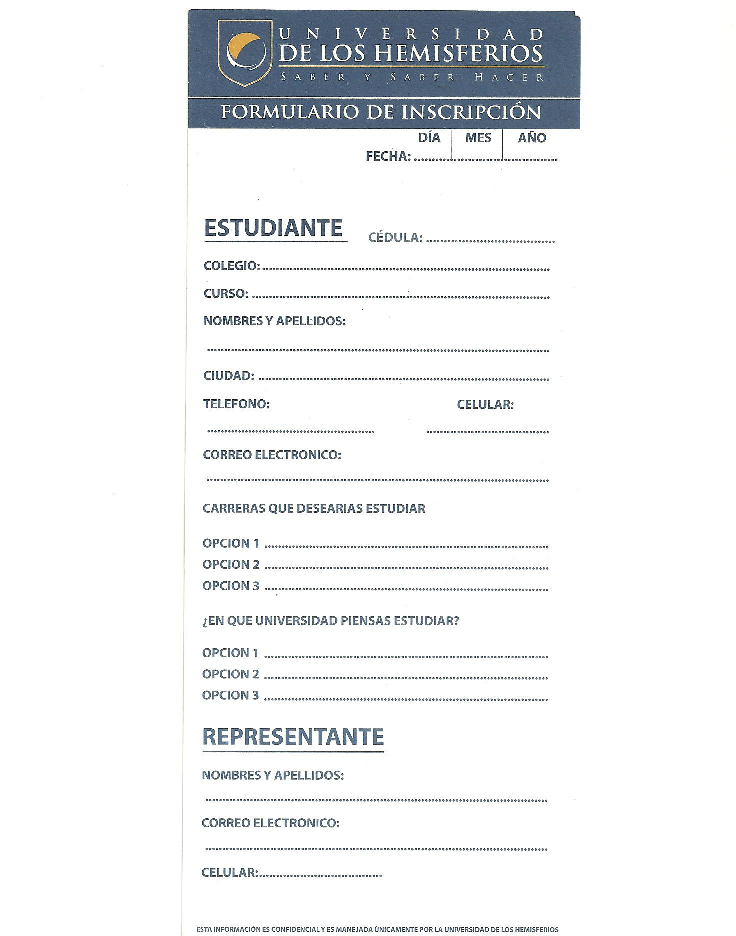 UNIVERSIDAD
DE LOS HEMISFERIOS
SABER Y SABER HACER
FORMULARIO DE INSCRIPCIÓN
DÍA MES AÑO
FECHA:
ESTUDIANTE CÉDULA:
COLEGIO:
CURSO:
NOMBRES Y APELLIDOS:
CIUDAD:
TELEFONO: CELULAR:
CORREO ELECTRONICO:
CARRERAS QUE DESEARIAS ESTUDIAR
OPCION 1
OPCION 2
OPCION 3
¿EN QUE UNIVERSIDAD PIENSAS ESTUDIAR?
OPCION 1
OPCION 2
OPCION 3
REPRESENTANTE
NOMBRES Y APELLIDOS:
CORREO ELECTRONICO:
CELULAR:
ESTA INFORMACIÓN ES CONFIDENCIAL Y ES MANEJADA ÚNICAMENTE POR LA UNIVERSIDAD DE LOS HEMISFERIOS